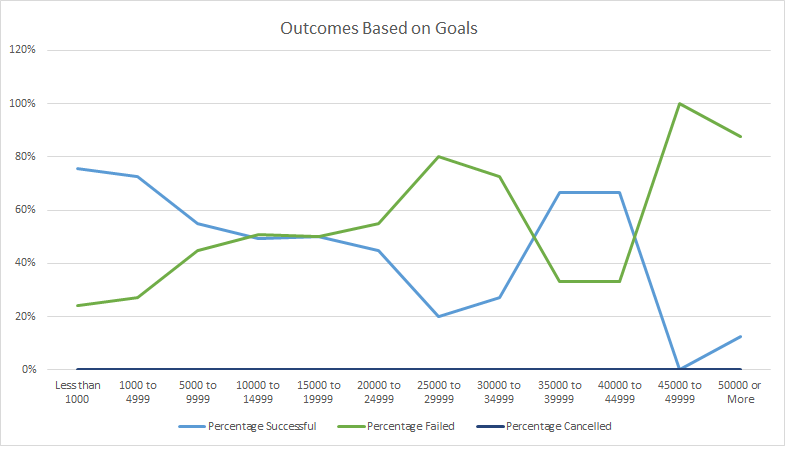 Outcomes Based on Goals
120%
100%
80%
60%
40%
20%
0%
Less than 1000 to 5000 to 10000 to 15000 to 20000 to 25000 to 30000 to 35000 to 40000 to 45000 to 50000 or
1000 4999 9999 14999 19999 24999 29999 34999 39999 44999 49999 More
Percentage Successful Percentage Failed Percentage Cancelled